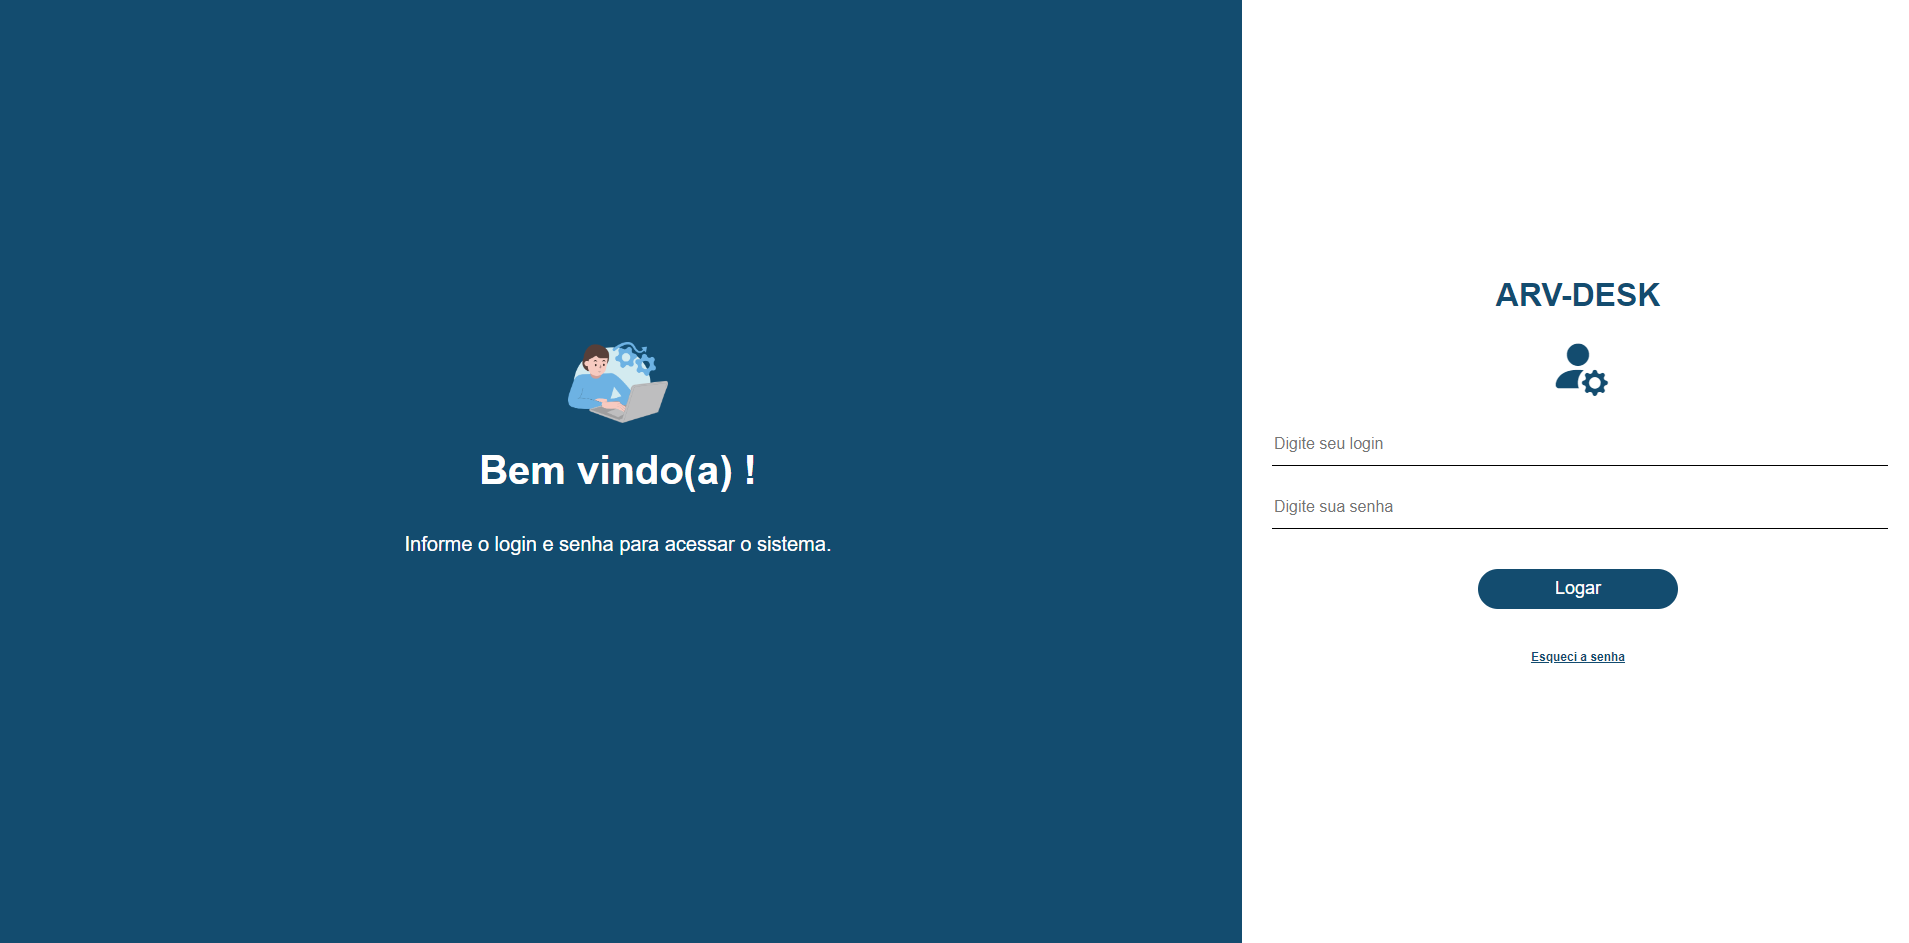 Bem vindo(a) !
Informe o login e senha para acessar o sistema.
ARV-DESK
Digite seu login
Digite sua senha
Logar
Esqueci a senha